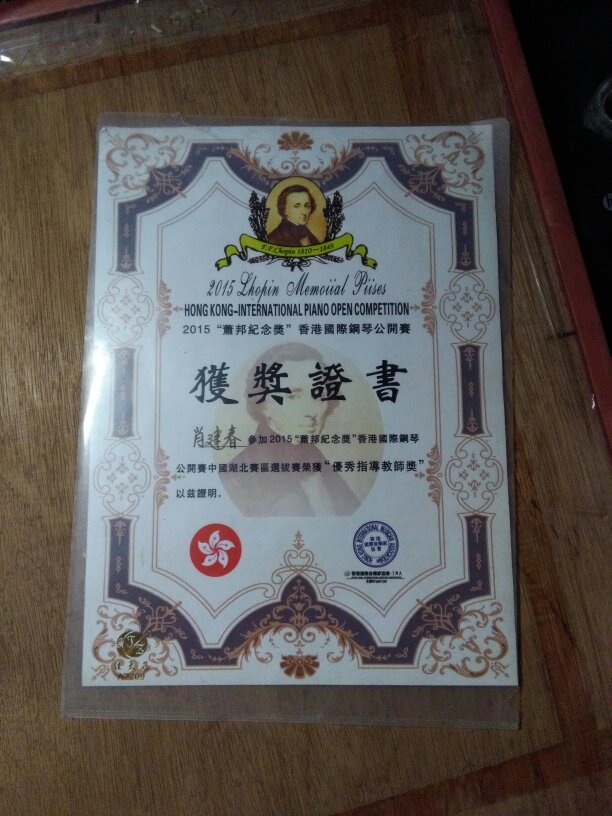 F.F.Chopin 1810—1849
2015 Lhopin Memoiial Piises
HONG KONG-INTERNATIONAL PIANO OPEN COMPETITION
2015 “蕭邦紀念獎” 香港國際鋼琴公開賽
獲獎證書
肖建春 參加2015“蕭邦紀念獎”香港國際鋼琴
公開賽中國湖北賽區選拔賽榮獲“優秀指導教師獎”
以兹證明。
A2209